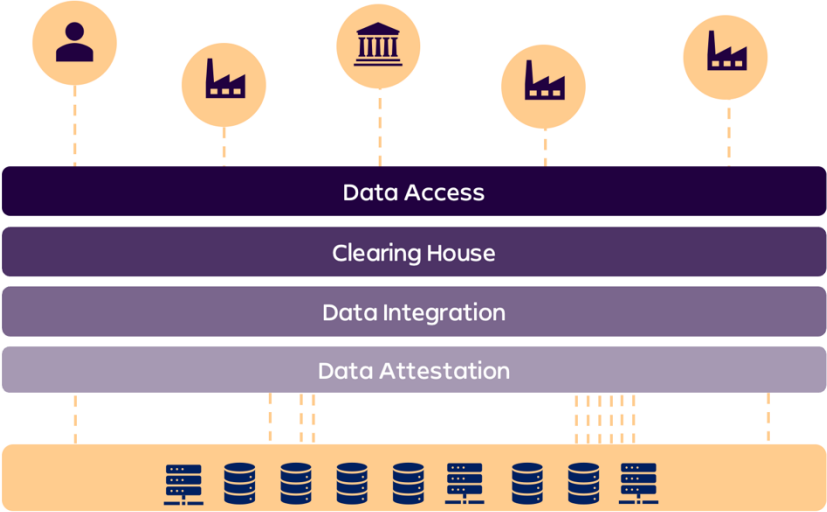 Data Access
Clearing House
Data Integration
Data Attestation